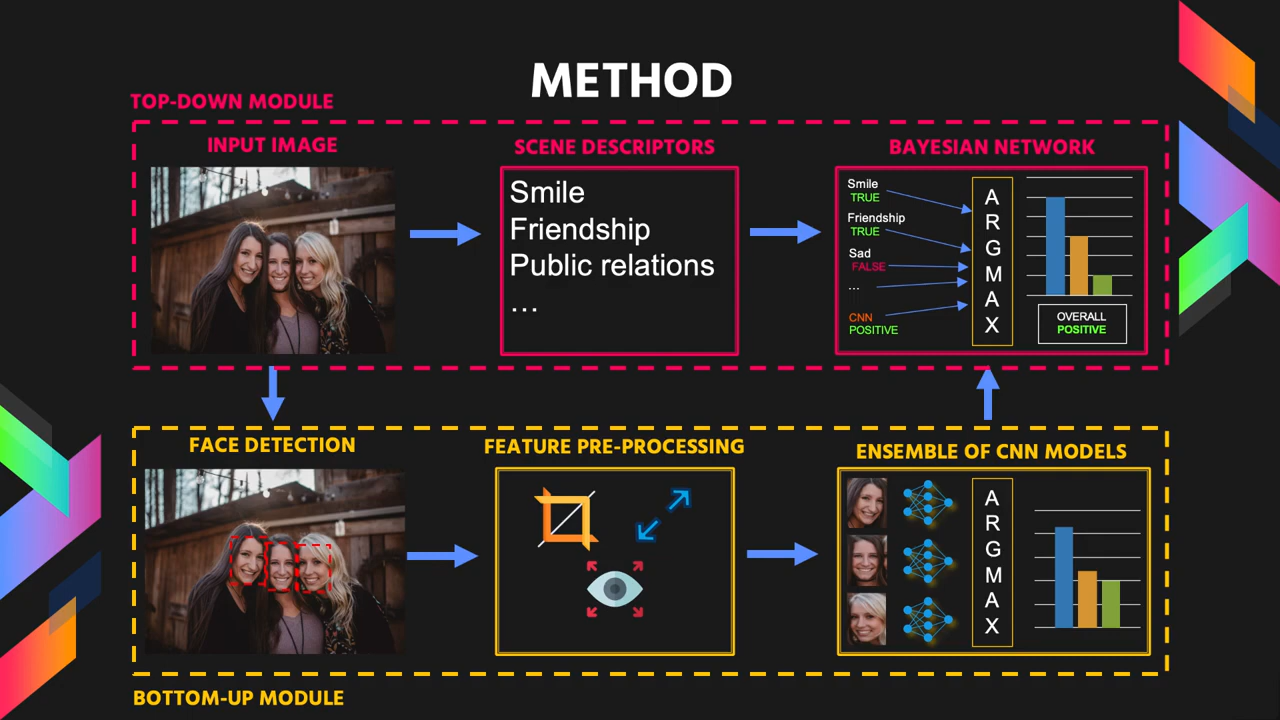 METHOD
TOP-DOWN MODULE
INPUT IMAGE
SCENE DESCRIPTORS
BAYESIAN NETWORK
Smile
Friendship
Public relations
...
Smile
TRUE
Friendship
TRUE
Sad
FALSE
...
CNN
POSITIVE
A
R
G
M
A
X
OVERALL
POSITIVE
FACE DETECTION
FEATURE PRE-PROCESSING
ENSEMBLE OF CNN MODELS
A
R
G
M
A
X
BOTTOM-UP MODULE